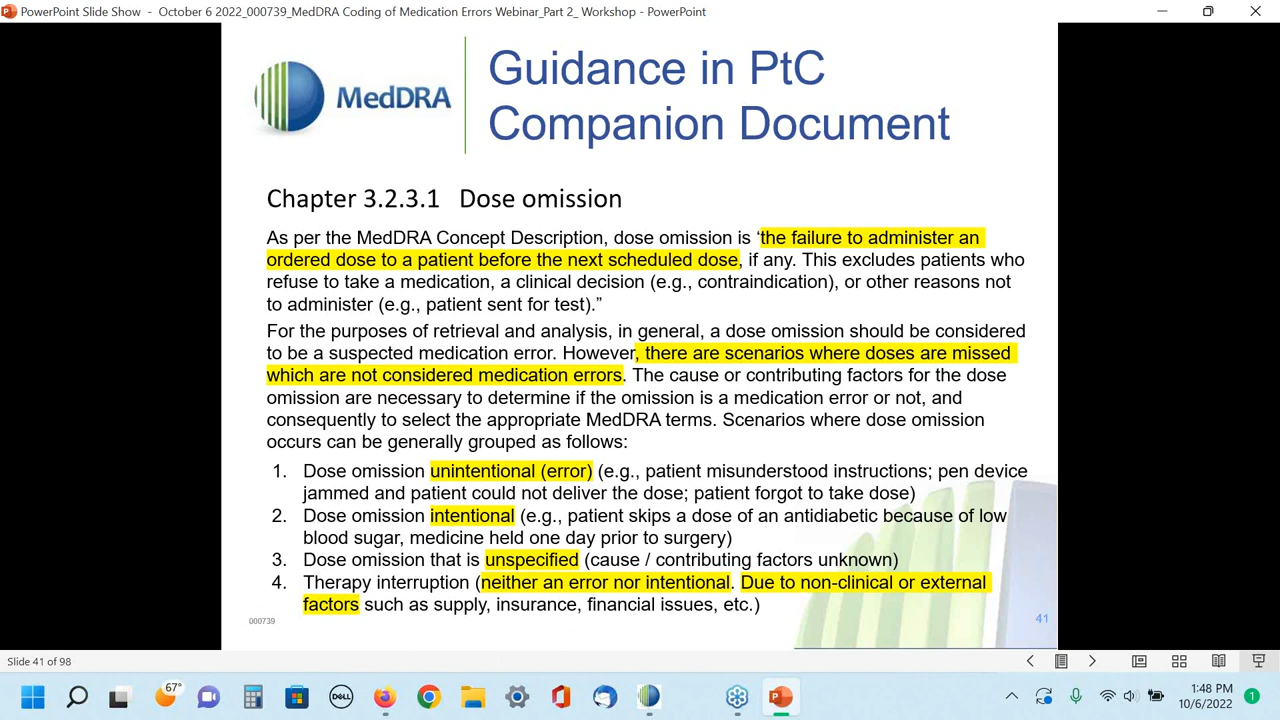 PowerPoint Slide Show - October 6 2022_000739_MedDRA Coding of Medication Errors Webinar_Part 2_ Workshop - PowerPoint
MedDRA
Guidance in PtC
Companion Document
Chapter 3.2.3.1 Dose omission
As per the MedDRA Concept Description, dose omission is ‘the failure to administer an
ordered dose to a patient before the next scheduled dose, if any. This excludes patients who
refuse to take a medication, a clinical decision (e.g., contraindication), or other reasons not
to administer (e.g., patient sent for test).”
For the purposes of retrieval and analysis, in general, a dose omission should be considered
to be a suspected medication error. However, there are scenarios where doses are missed
which are not considered medication errors. The cause or contributing factors for the dose
omission are necessary to determine if the omission is a medication error or not, and
consequently to select the appropriate MedDRA terms. Scenarios where dose omission
occurs can be generally grouped as follows:
1. Dose omission unintentional (error) (e.g., patient misunderstood instructions; pen device
jammed and patient could not deliver the dose; patient forgot to take dose)
2. Dose omission intentional (e.g., patient skips a dose of an antidiabetic because of low
blood sugar, medicine held one day prior to surgery)
3. Dose omission that is unspecified (cause / contributing factors unknown)
4. Therapy interruption (neither an error nor intentional. Due to non-clinical or external
factors such as supply, insurance, financial issues, etc.)
000739
41
Slide 41 of 98
67°
DELL
1:48 PM
10/6/2022
1